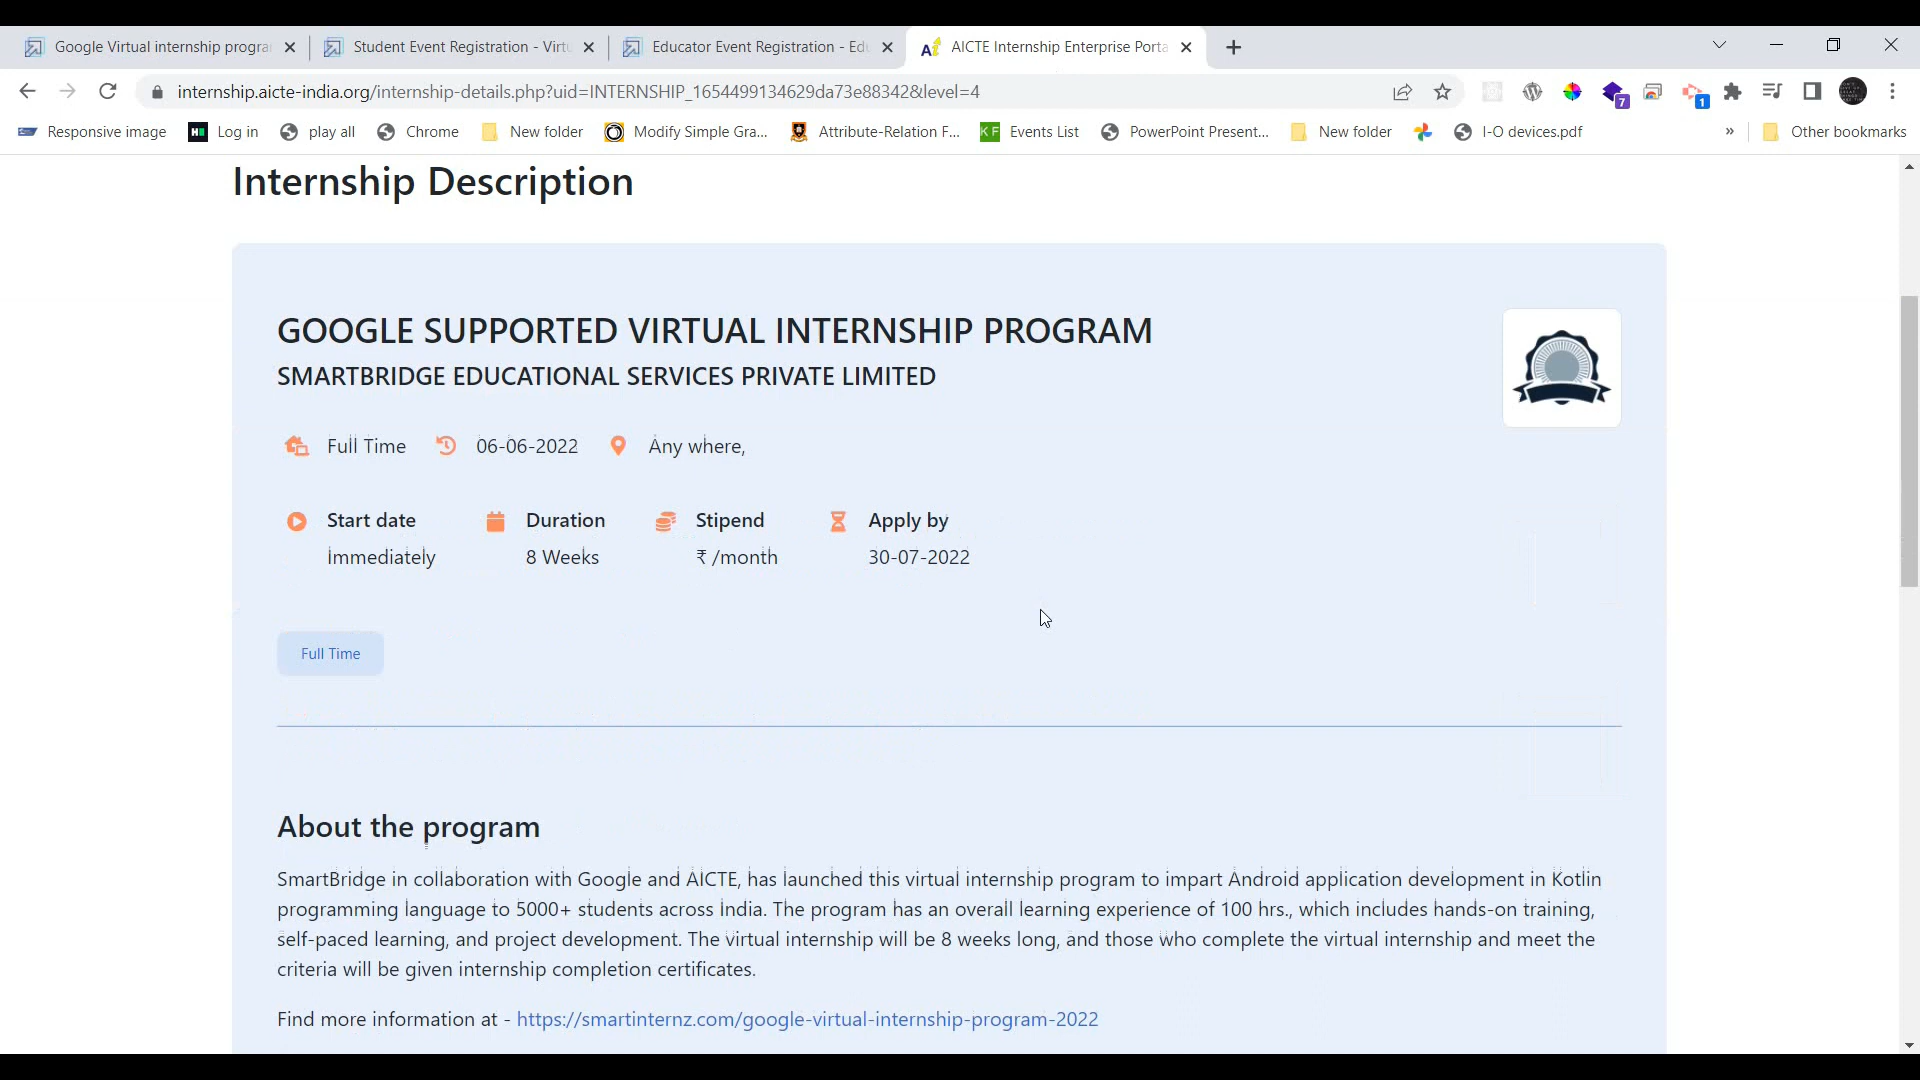 Google Virtual internship progra
Student Event Registration - Virtu
Educator Event Registration - Edu
AICTE Internship Enterprise Porta
internship.aicte-india.org/internship-details.php?uid=INTERNSHIP_1654499134629da73e88342&level=4
7
1
Responsive image
Log in
play all
Chrome
New folder
Modify Simple Gra...
Attribute-Relation F...
KF Events List
PowerPoint Present...
New folder
I-O devices.pdf
»
Other bookmarks
Internship Description
GOOGLE SUPPORTED VIRTUAL INTERNSHIP PROGRAM
SMARTBRIDGE EDUCATIONAL SERVICES PRIVATE LIMITED
Full Time 06-06-2022 Any where,
Start date Duration Stipend Apply by
Immediately 8 Weeks ₹ /month 30-07-2022
Full Time
About the program
SmartBridge in collaboration with Google and AICTE, has launched this virtual internship program to impart Android application development in Kotlin
programming language to 5000+ students across India. The program has an overall learning experience of 100 hrs., which includes hands-on training,
self-paced learning, and project development. The virtual internship will be 8 weeks long, and those who complete the virtual internship and meet the
criteria will be given internship completion certificates.
Find more information at - https://smartinternz.com/google-virtual-internship-program-2022